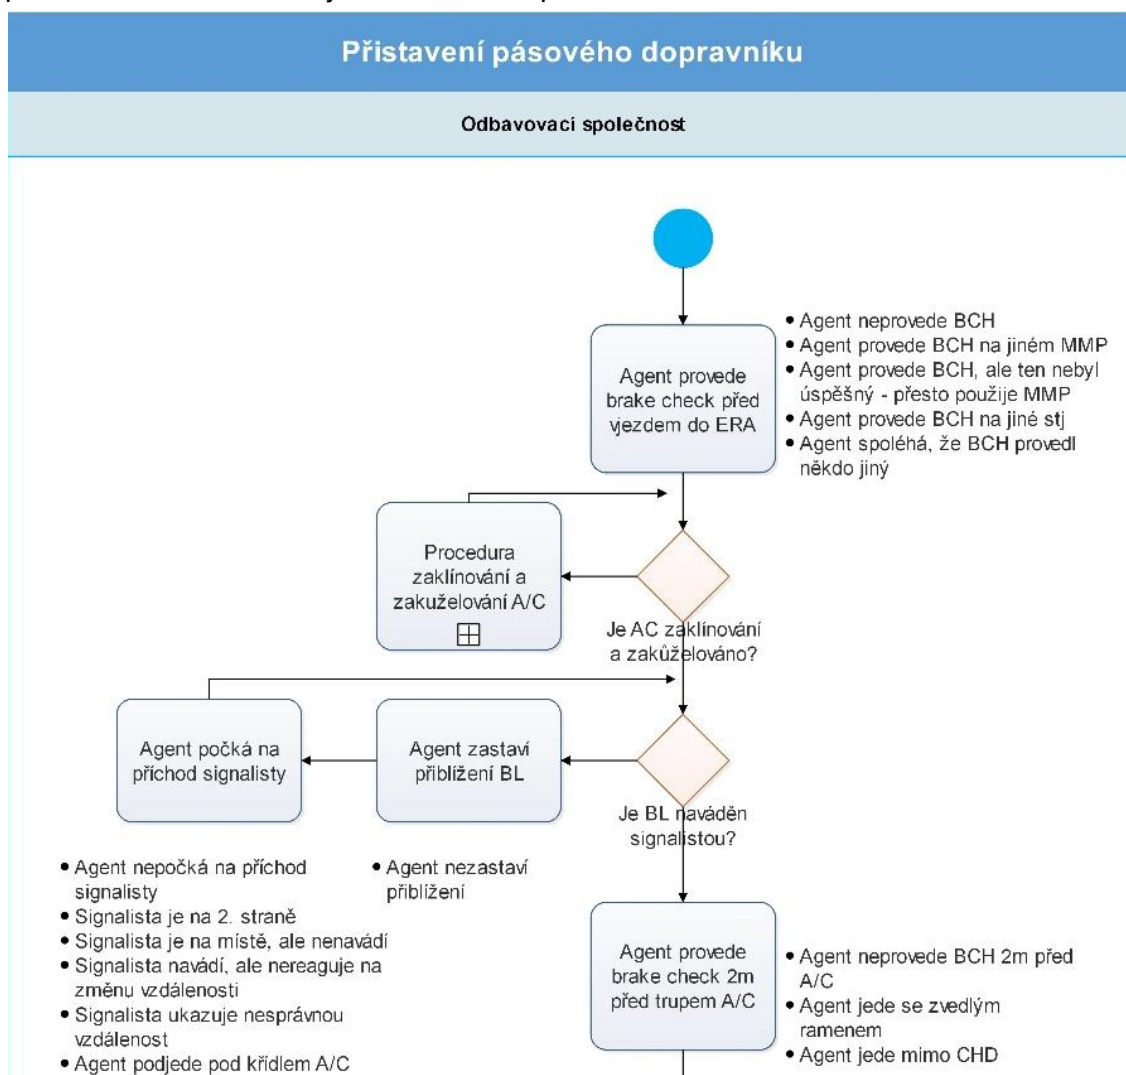 Přistavení pásového dopravníku
Odbavovací společnost
Agent provede
brake check před
vjezdem do ERA
• Agent neprovede BCH
• Agent provede BCH na jiném MMP
• Agent provede BCH, ale ten nebyl
úspěšný - přesto použije MMP
• Agent provede BCH na jiné stj
• Agent spoléhá, že BCH provedl
někdo jiný
Procedura
zaklínování a
zakuželování A/C
Je AC zaklínování
a zakůželováno?
Agent počká na
příchod signalisty
Agent zastaví
přiblížení BL
Je BL naváděn
signalistou?
• Agent nepočká na příchod
signalisty
• Signalista je na 2. straně
• Signalista je na místě, ale nenavádí
• Signalista navádí, ale nereaguje na
změnu vzdálenosti
• Signalista ukazuje nesprávnou
vzdálenost
• Agent podjede pod křídlem A/C
• Agent nezastaví
přiblížení
Agent provede
brake check 2m
před trupem A/C
• Agent neprovede BCH 2m před
A/C
• Agent jede se zvedlým
ramenem
• Agent jede mimo CHD